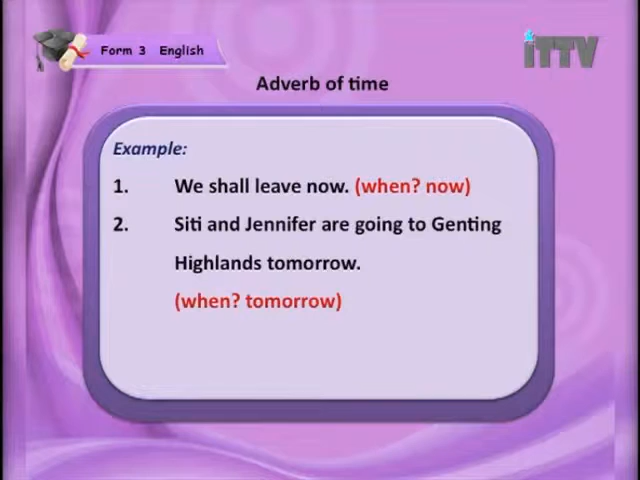 Form 3 English
iTTV
Adverb of time
Example:
1. We shall leave now. (when? now)
2. Siti and Jennifer are going to Genting
Highlands tomorrow.
(when? tomorrow)